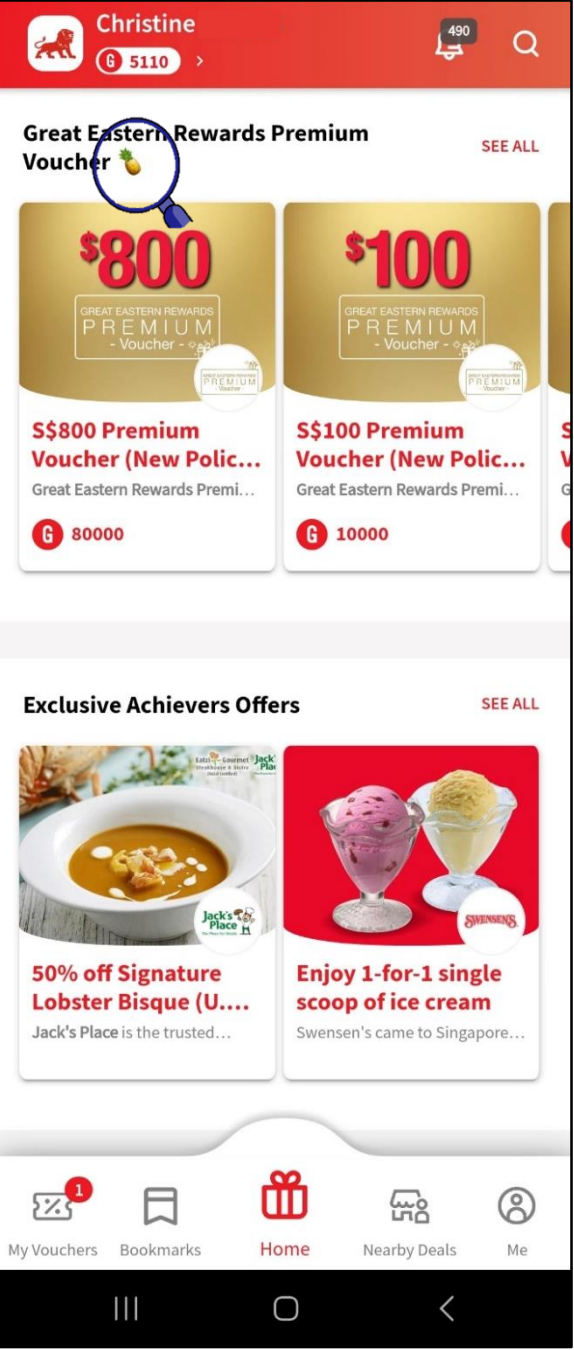 Christine
490
G 5110 >
Great Eastern Rewards Premium
Voucher 🍍
SEE ALL
$800
GREAT EASTERN REWARDS
PREMIUM
- Voucher -
PREMIUM
S$800 Premium
Voucher (New Polic...
Great Eastern Rewards Premi...
G 80000
$100
GREAT EASTERN REWARDS
PREMIUM
- Voucher -
PREMIUM
S$100 Premium
Voucher (New Polic...
Great Eastern Rewards Premi...
G 10000
S
V
G
Exclusive Achievers Offers
SEE ALL
Jack's
Place
50% off Signature
Lobster Bisque (U....
Jack's Place is the trusted...
SWENSEN'S
Enjoy 1-for-1 single
scoop of ice cream
Swensen's came to Singapore...
1
My Vouchers
Bookmarks
Home
Nearby Deals
Me